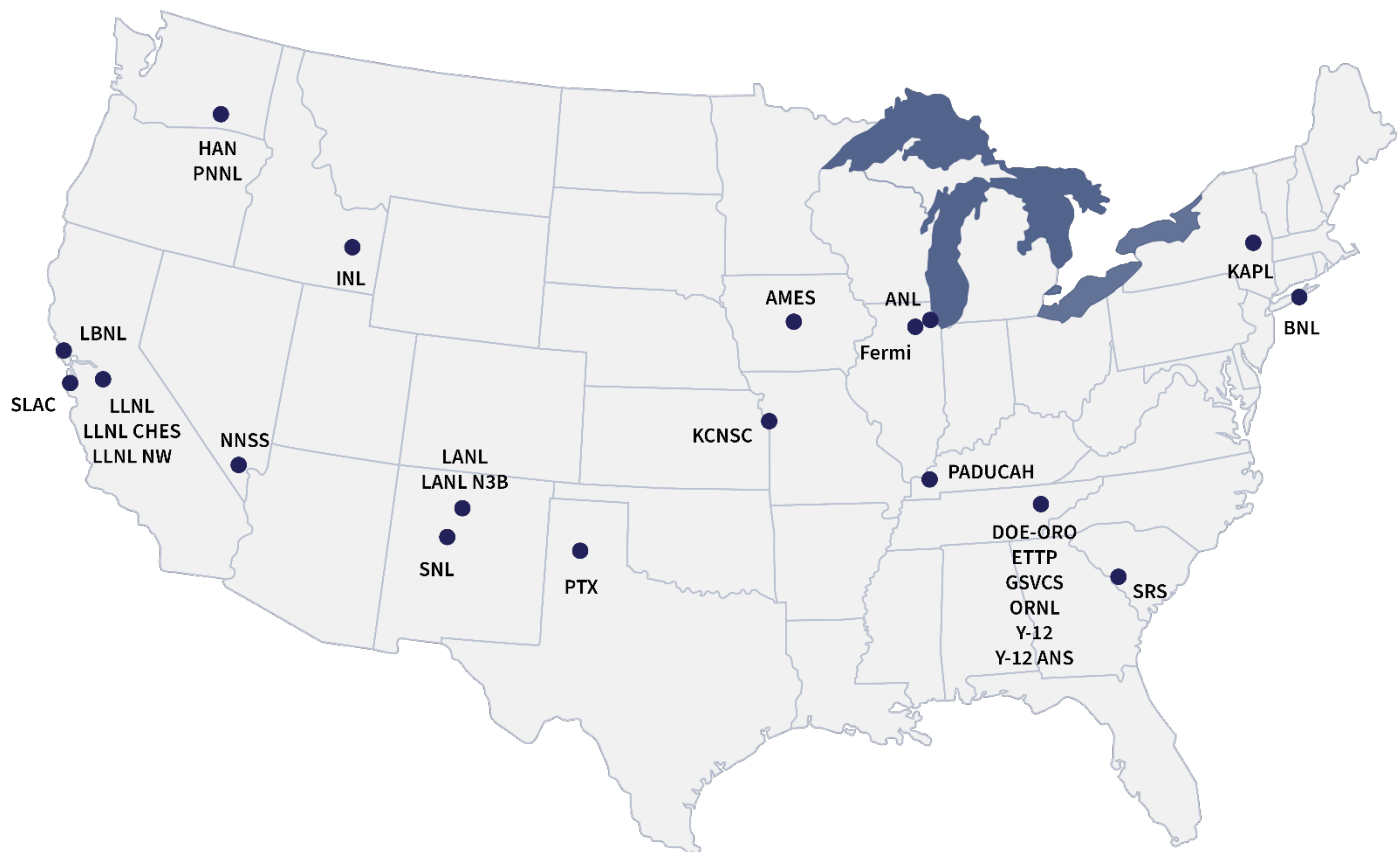 HAN
PNNL
INL
LBNL
SLAC
LLNL
LLNL CHES
LLNL NW
NNSS
LANL
LANL N3B
SNL
PTX
AMES
ANL
Fermi
KCNSC
PADUCAH
DOE-ORO
ETTP
GSVCS
ORNL
Y-12
Y-12 ANS
SRS
KAPL
BNL